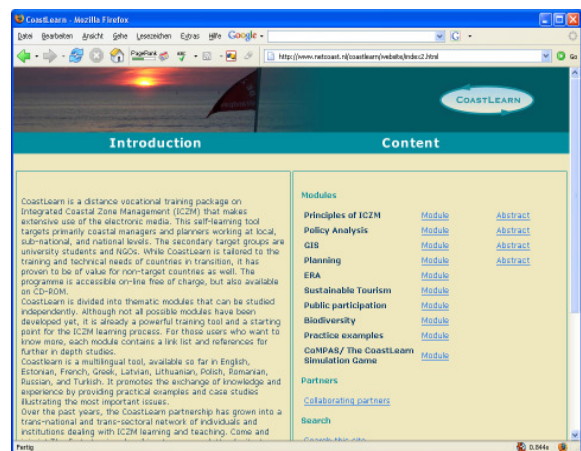 CoastLearn - Mozilla Firefox
Datei Bearbeiten Ansicht Gehe Lesezeichen Extras Hilfe Google
PageRank
http://www.netcoast.nl/coastlearn/website/index2.html
Go
COASTLEARN
Introduction
Content
CoastLearn is a distance vocational training package on
Integrated Coastal Zone Management (ICZM) that makes
extensive use of the electronic media. This self-learning tool
targets primarily coastal managers and planners working at local,
sub-national, and national levels. The secondary target groups are
university students and NGOs. While CoastLearn is tailored to the
training and technical needs of countries in transition, it has
proven to be of value for non-target countries as well. The
programme is accessible on-line free of charge, but also available
on CD-ROM.
CoastLearn is divided into thematic modules that can be studied
independently. Although not all possible modules have been
developed yet, it is already a powerful training tool and a starting
point for the ICZM learning process. For those users who want to
know more, each module contains a link list and references for
further in depth studies.
Coastlearn is a multilingual tool, available so far in English,
Estonian, French, Greek, Latvian, Lithuanian, Polish, Romanian,
Russian, and Turkish. It promotes the exchange of knowledge and
experience by providing practical examples and case studies
illustrating the most important issues.
Over the past years, the CoastLearn partnership has grown into a
trans-national and trans-sectoral network of individuals and
institutions dealing with ICZM learning and teaching. Come and
Modules
Principles of ICZM Module Abstract
Policy Analysis Module Abstract
GIS Module Abstract
Planning Module Abstract
ERA Module
Sustainable Tourism Module
Public participation Module
Biodiversity Module
Practice examples Module
CoMPAS/ The CoastLearn
Simulation Game Module
Partners
Collaborating partners
Search
Search this site
Fertig
0.844s